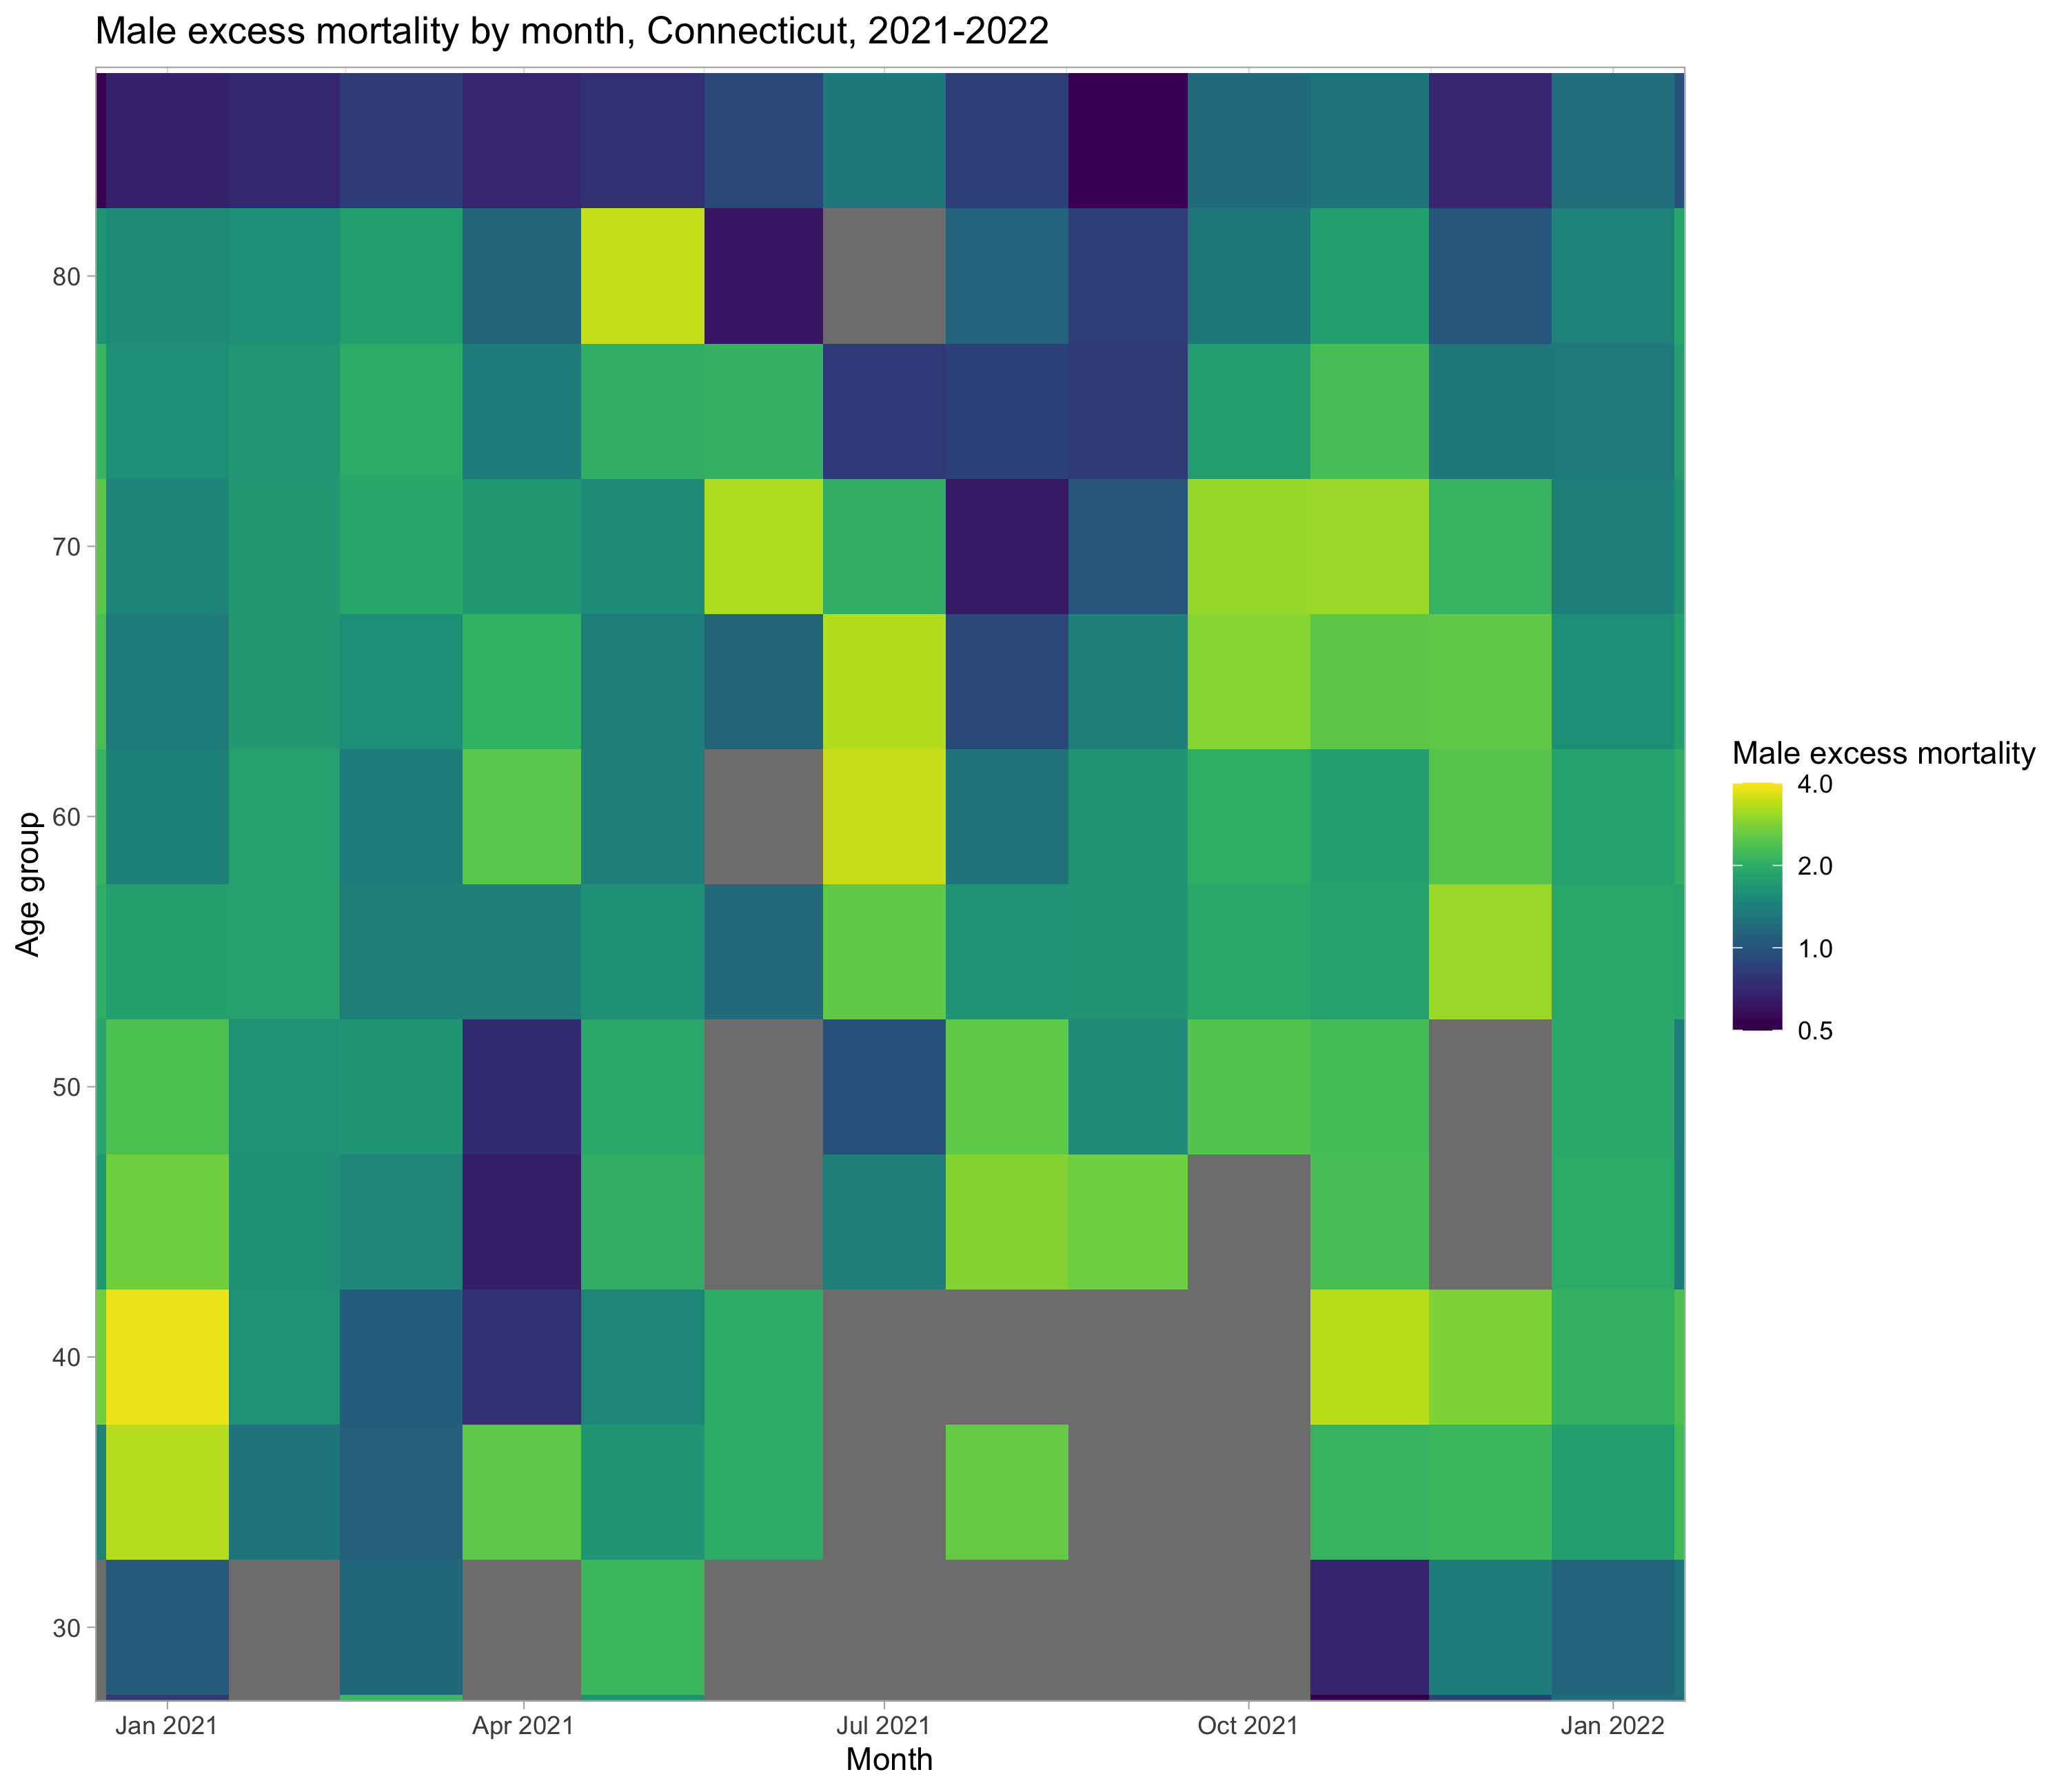 Male excess mortality by month, Connecticut, 2021-2022
80
70
60
50
40
30
Age group
Jan 2021
Apr 2021
Jul 2021
Oct 2021
Jan 2022
Month
Male excess mortality
4.0
2.0
1.0
0.5